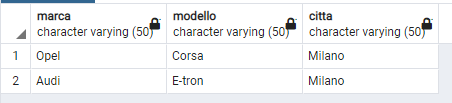 marca modello citta
character varying (50) character varying (50) character varying (50)
1 Opel Corsa Milano
2 Audi E-tron Milano